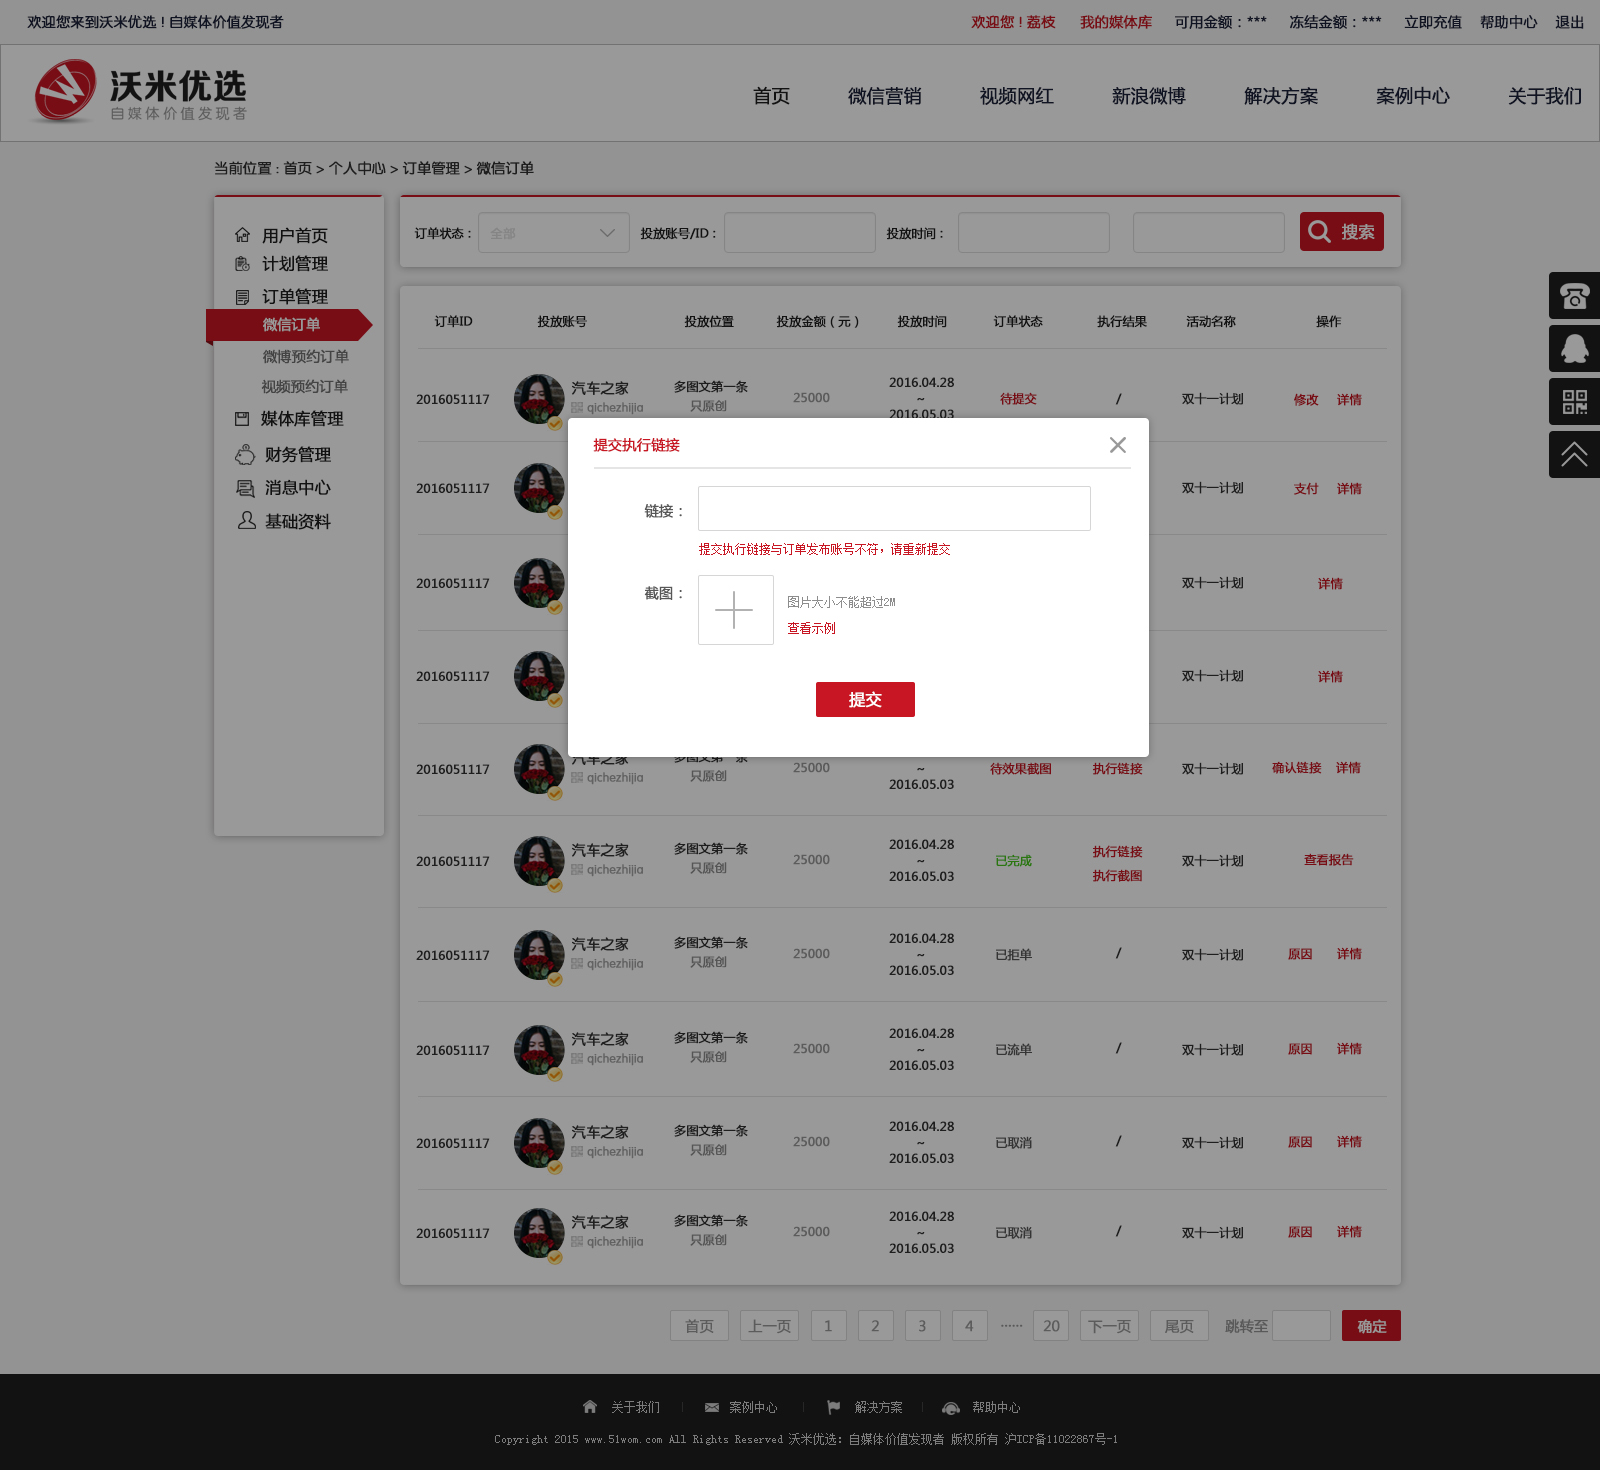 欢迎您来到沃米优选！自媒体价值发现者
欢迎您！荔枝 我的媒体库 可用金额：*** 冻结金额：*** 立即充值 帮助中心 退出
沃米优选
自媒体价值发现者
首页 微信营销 视频网红 新浪微博 解决方案 案例中心 关于我们
当前位置：首页 > 个人中心 > 订单管理 > 微信订单
用户首页
计划管理
订单管理
微信订单
微博预约订单
视频预约订单
媒体库管理
财务管理
消息中心
基础资料
订单状态： 全部 投放账号/ID： 投放时间： 搜索
订单ID 投放账号 投放位置 投放金额（元） 投放时间 订单状态 执行结果 活动名称 操作
2016051117 汽车之家 qichezhijia 多图文第一条 只原创 25000 2016.04.28 ~ 2016.05.03 待提交 / 双十一计划 修改 详情
2016051117 双十一计划 支付 详情
2016051117 双十一计划 详情
2016051117 双十一计划 详情
2016051117 汽车之家 qichezhijia 多图文第一条 只原创 25000 ~ 2016.05.03 待效果截图 执行链接 双十一计划 确认链接 详情
2016051117 汽车之家 qichezhijia 多图文第一条 只原创 25000 2016.04.28 ~ 2016.05.03 已完成 执行链接 执行截图 双十一计划 查看报告
2016051117 汽车之家 qichezhijia 多图文第一条 只原创 25000 2016.04.28 ~ 2016.05.03 已拒单 / 双十一计划 原因 详情
2016051117 汽车之家 qichezhijia 多图文第一条 只原创 25000 2016.04.28 ~ 2016.05.03 已流单 / 双十一计划 原因 详情
2016051117 汽车之家 qichezhijia 多图文第一条 只原创 25000 2016.04.28 ~ 2016.05.03 已取消 / 双十一计划 原因 详情
2016051117 汽车之家 qichezhijia 多图文第一条 只原创 25000 2016.04.28 ~ 2016.05.03 已取消 / 双十一计划 原因 详情
提交执行链接
链接：
提交执行链接与订单发布账号不符，请重新提交
截图：
图片大小不能超过2M
查看示例
提交
首页 上一页 1 2 3 4 ······ 20 下一页 尾页 跳转至 确定
关于我们 案例中心 解决方案 帮助中心
Copyright 2015 www.51wom.com All Rights Reserved 沃米优选：自媒体价值发现者 版权所有 沪ICP备11022867号-1